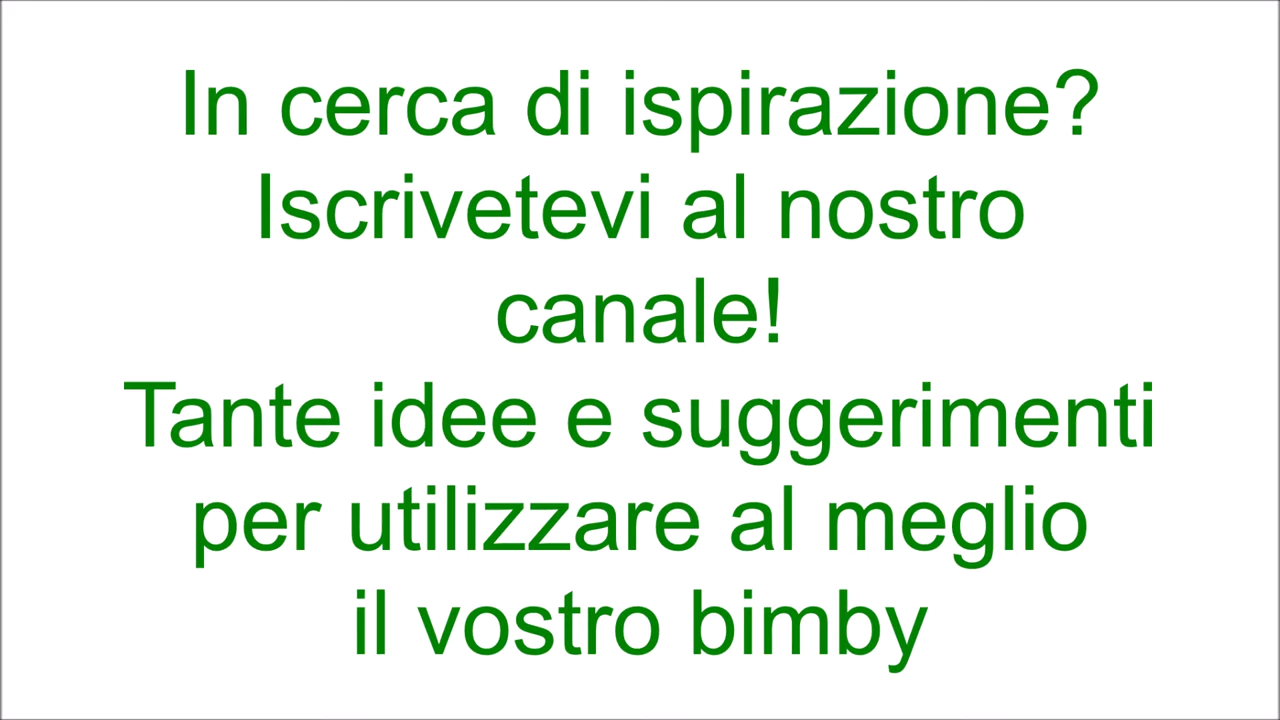 In cerca di ispirazione?
Iscrivetevi al nostro
canale!
Tante idee e suggerimenti
per utilizzare al meglio
il vostro bimby